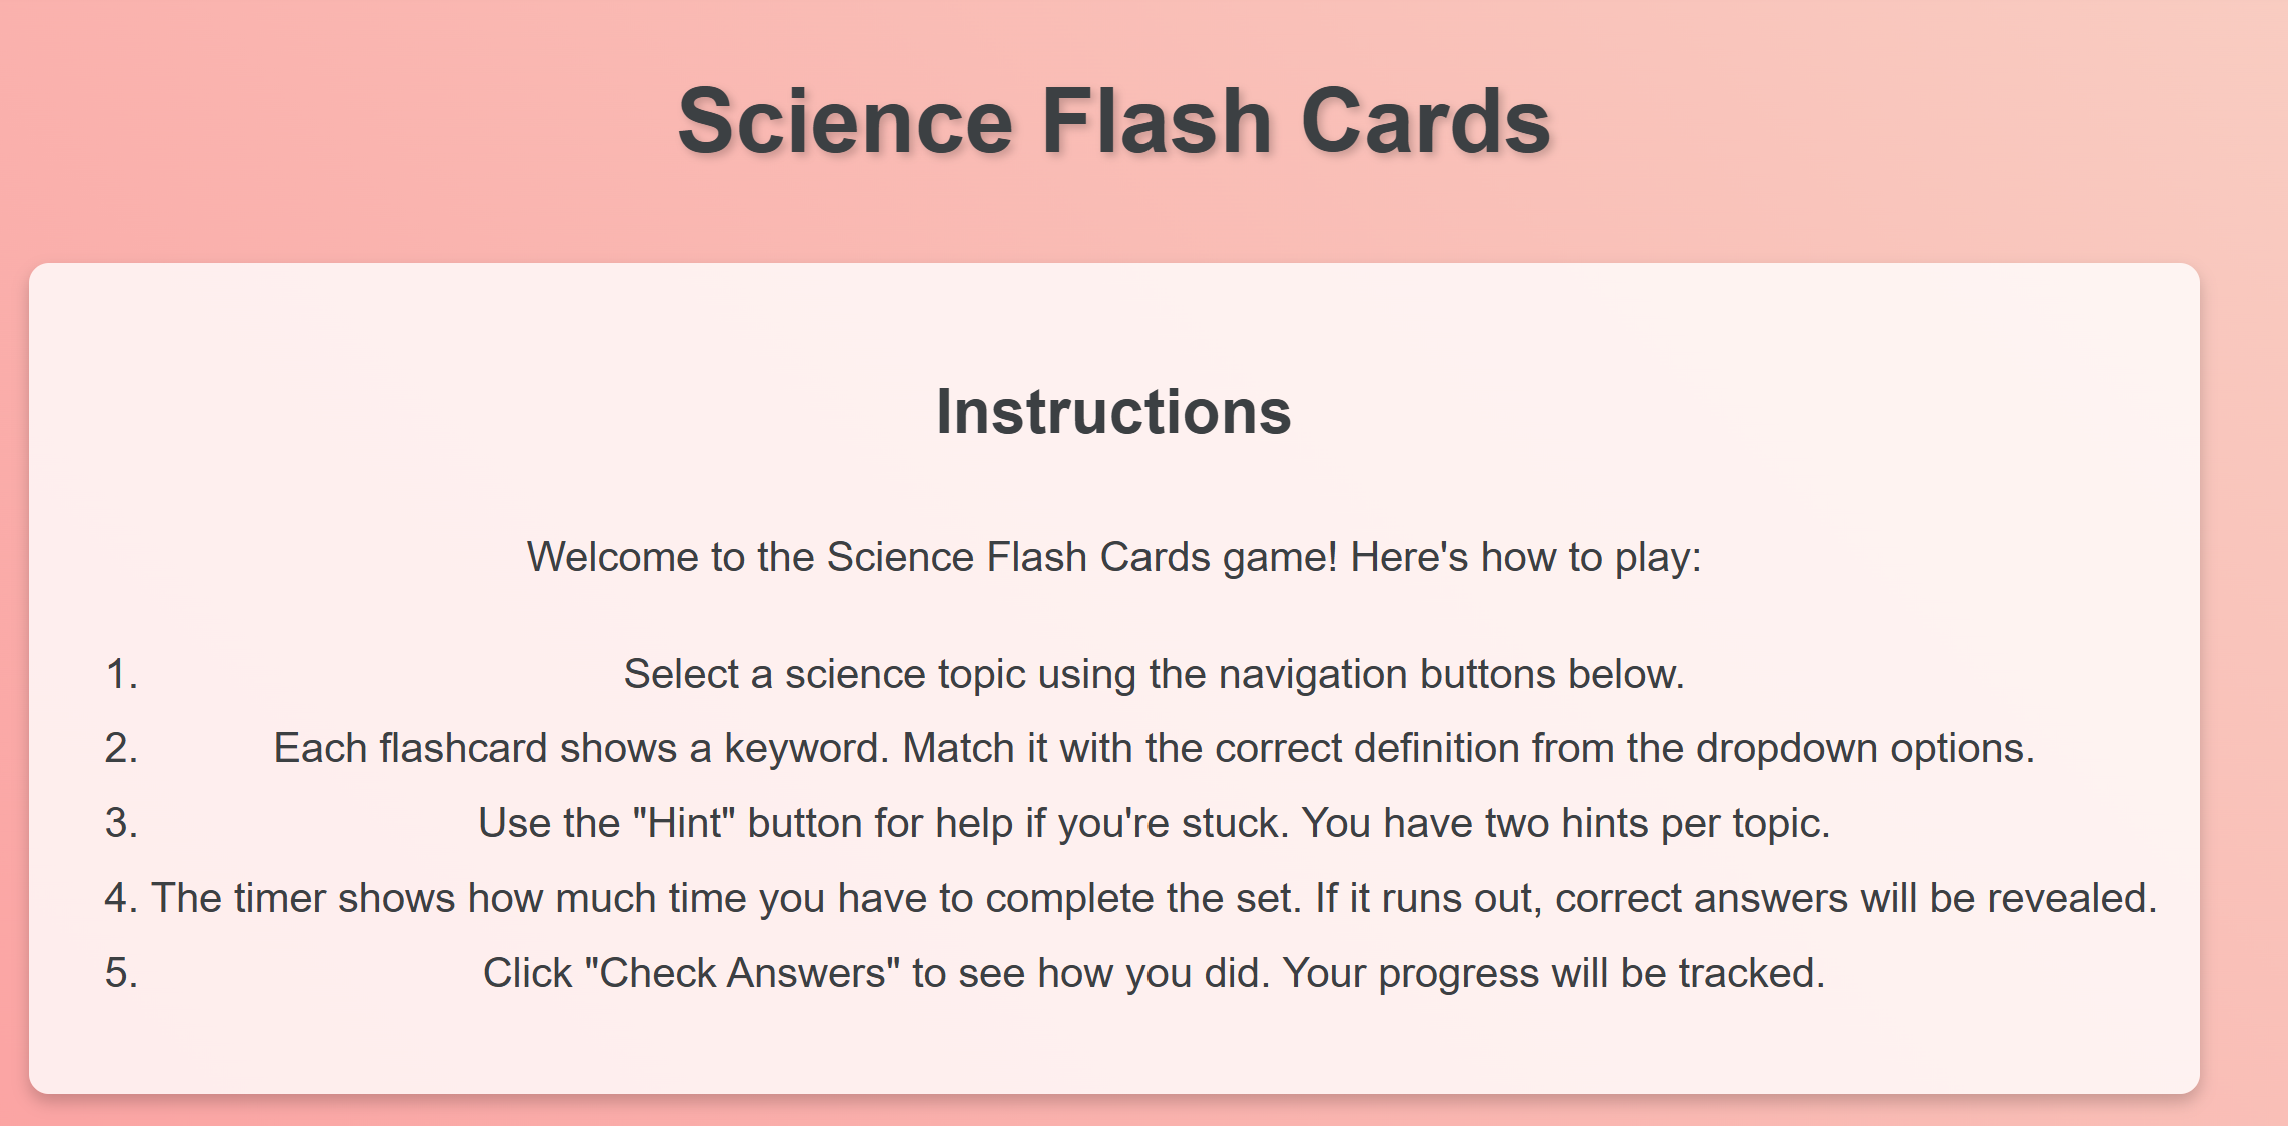 Science Flash Cards
Instructions
Welcome to the Science Flash Cards game! Here's how to play:
1. Select a science topic using the navigation buttons below.
2. Each flashcard shows a keyword. Match it with the correct definition from the dropdown options.
3. Use the "Hint" button for help if you're stuck. You have two hints per topic.
4. The timer shows how much time you have to complete the set. If it runs out, correct answers will be revealed.
5. Click "Check Answers" to see how you did. Your progress will be tracked.